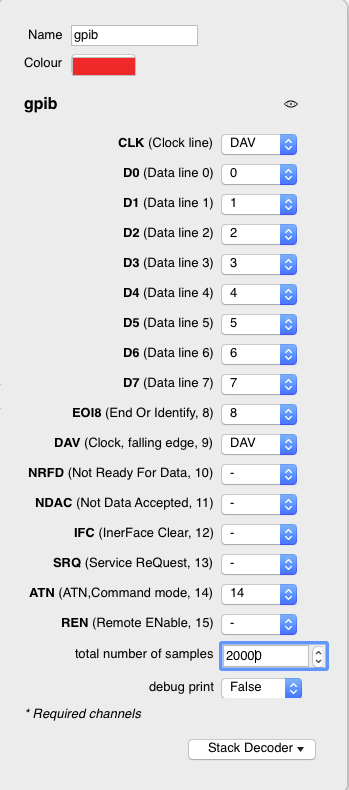 Name gpib
Colour
gpib
CLK (Clock line) DAV
D0 (Data line 0) 0
D1 (Data line 1) 1
D2 (Data line 2) 2
D3 (Data line 3) 3
D4 (Data line 4) 4
D5 (Data line 5) 5
D6 (Data line 6) 6
D7 (Data line 7) 7
EOI8 (End Or Identify, 8) 8
DAV (Clock, falling edge, 9) DAV
NRFD (Not Ready For Data, 10) -
NDAC (Not Data Accepted, 11) -
IFC (InerFace Clear, 12) -
SRQ (Service ReQuest, 13) -
ATN (ATN,Command mode, 14) 14
REN (Remote ENable, 15) -
total number of samples 20000
debug print False
* Required channels
Stack Decoder